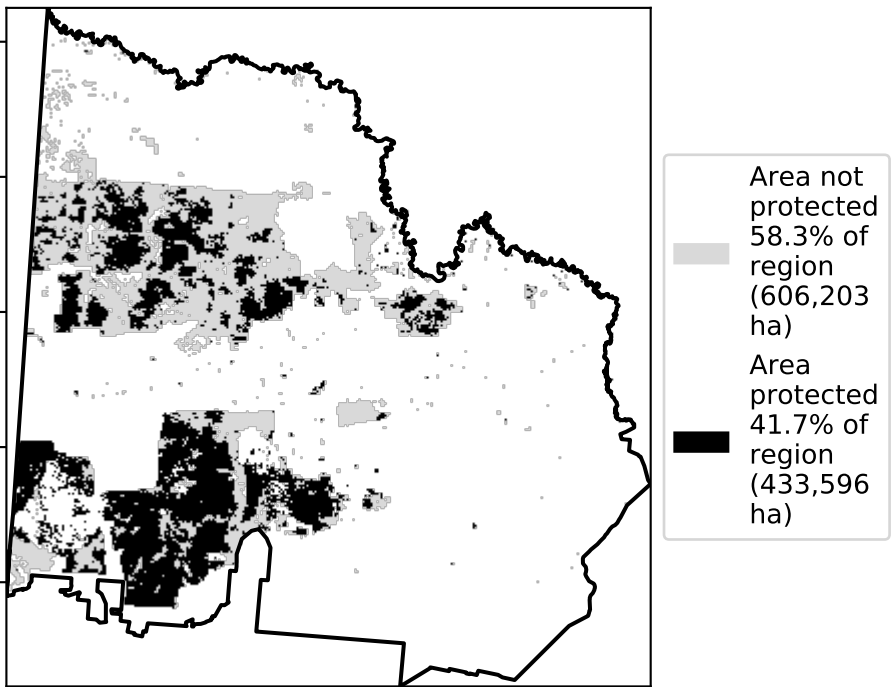 Area not
protected
58.3% of
region
(606,203
ha)
Area
protected
41.7% of
region
(433,596
ha)